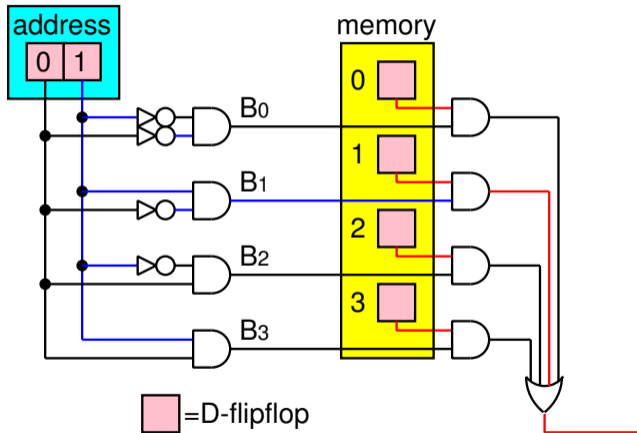 address
0 1
memory
0
B0
1
B1
2
B2
3
B3
=D-flipflop